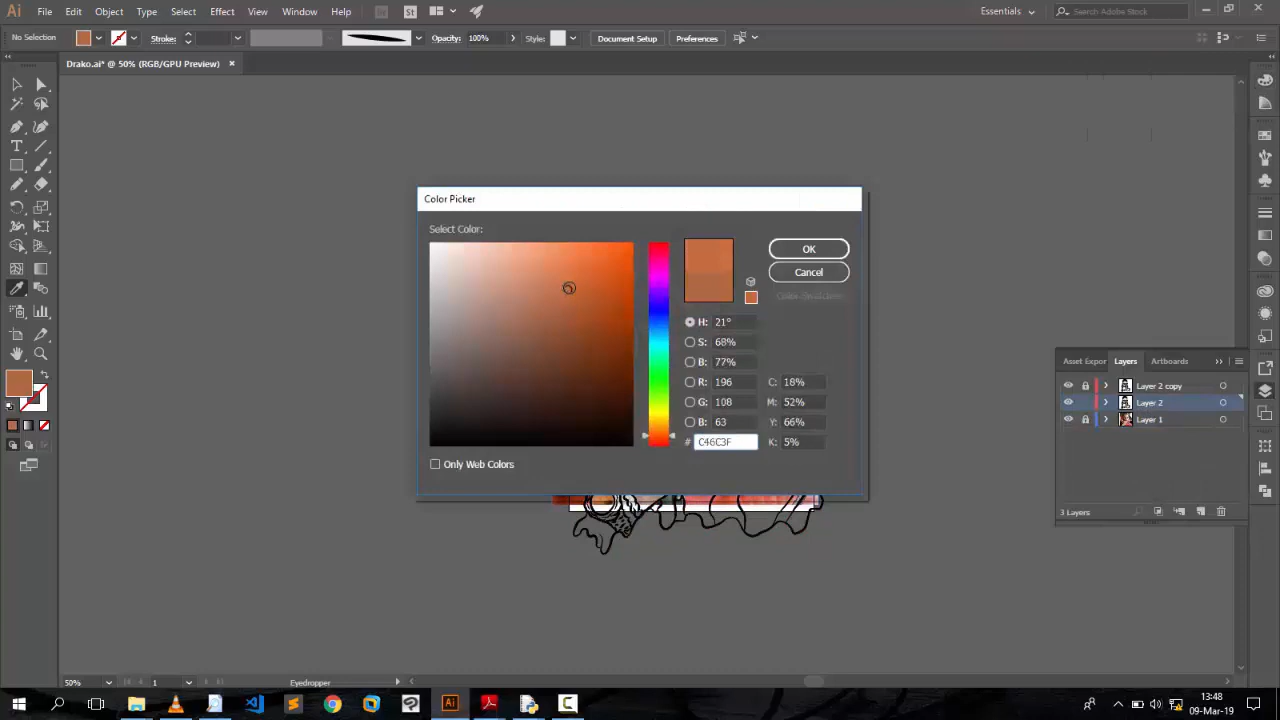 Ai File Edit Object Type Select Effect View Window Help Br St Essentials Search Adobe Stock
No Selection Stroke: Opacity: 100% Style: Document Setup Preferences
Drako.ai* @ 50% (RGB/GPU Preview) ×
Color Picker
Select Color:
OK
Cancel
H: 21°
S: 68%
B: 77%
R: 196 C: 18%
G: 108 M: 52%
B: 63 Y: 66%
# C46C3F K: 5%
Only Web Colors
Asset Expor Layers Artboards
Layer 2 copy
Layer 2
Layer 1
3 Layers
50% 1 Eyedropper
Ai
13:48
09-Mar-19